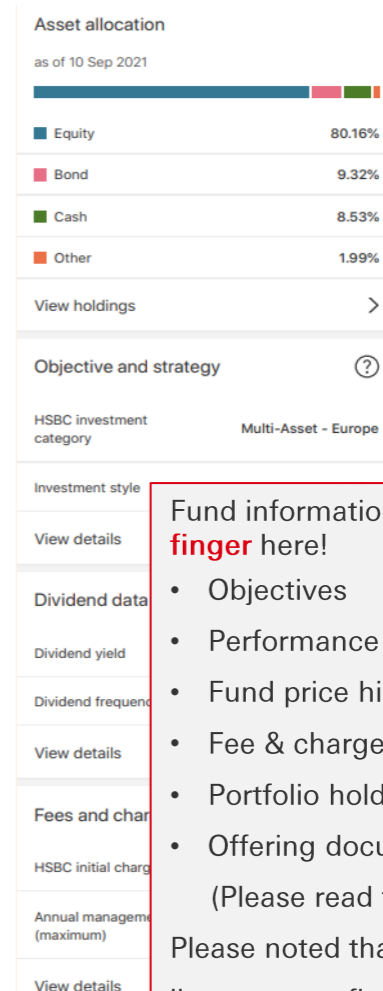 Asset allocation
as of 10 Sep 2021
Equity 80.16%
Bond 9.32%
Cash 8.53%
Other 1.99%
View holdings
Objective and strategy
HSBC investment
category
Multi-Asset - Europe
Investment style
View details
Dividend data
Dividend yield
Dividend frequenc
View details
Fees and char
HSBC initial charg
Annual manageme
(maximum)
View details
Fund informatio
finger here!
• Objectives
• Performance
• Fund price hi
• Fee & charge
• Portfolio hold
• Offering docu
(Please read
Please noted tha